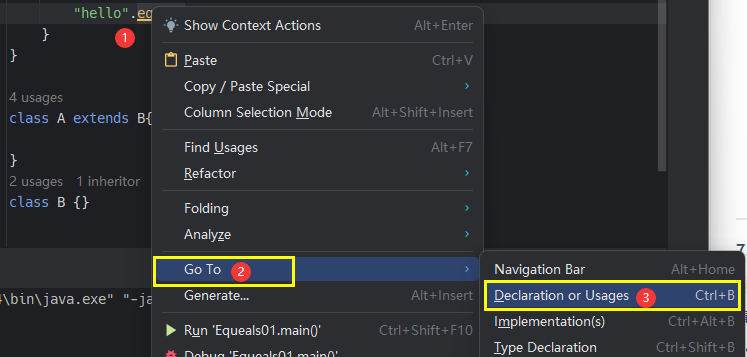 "hello".eq
1
}
}
4 usages
class A extends B{
}
2 usages 1 inheritor
class B {}
4\bin\java.exe" "-ja
Show Context Actions Alt+Enter
Paste Ctrl+V
Copy / Paste Special
Column Selection Mode Alt+Shift+Insert
Find Usages Alt+F7
Refactor
Folding
Analyze
Go To 2
Generate... Alt+Insert
Run 'Equeals01.main()' Ctrl+Shift+F10
Debug 'Equeals01.main()'
Navigation Bar Alt+Home
Declaration or Usages 3 Ctrl+B
Implementation(s) Ctrl+Alt+B
Type Declaration Ctrl+Shift+B
7